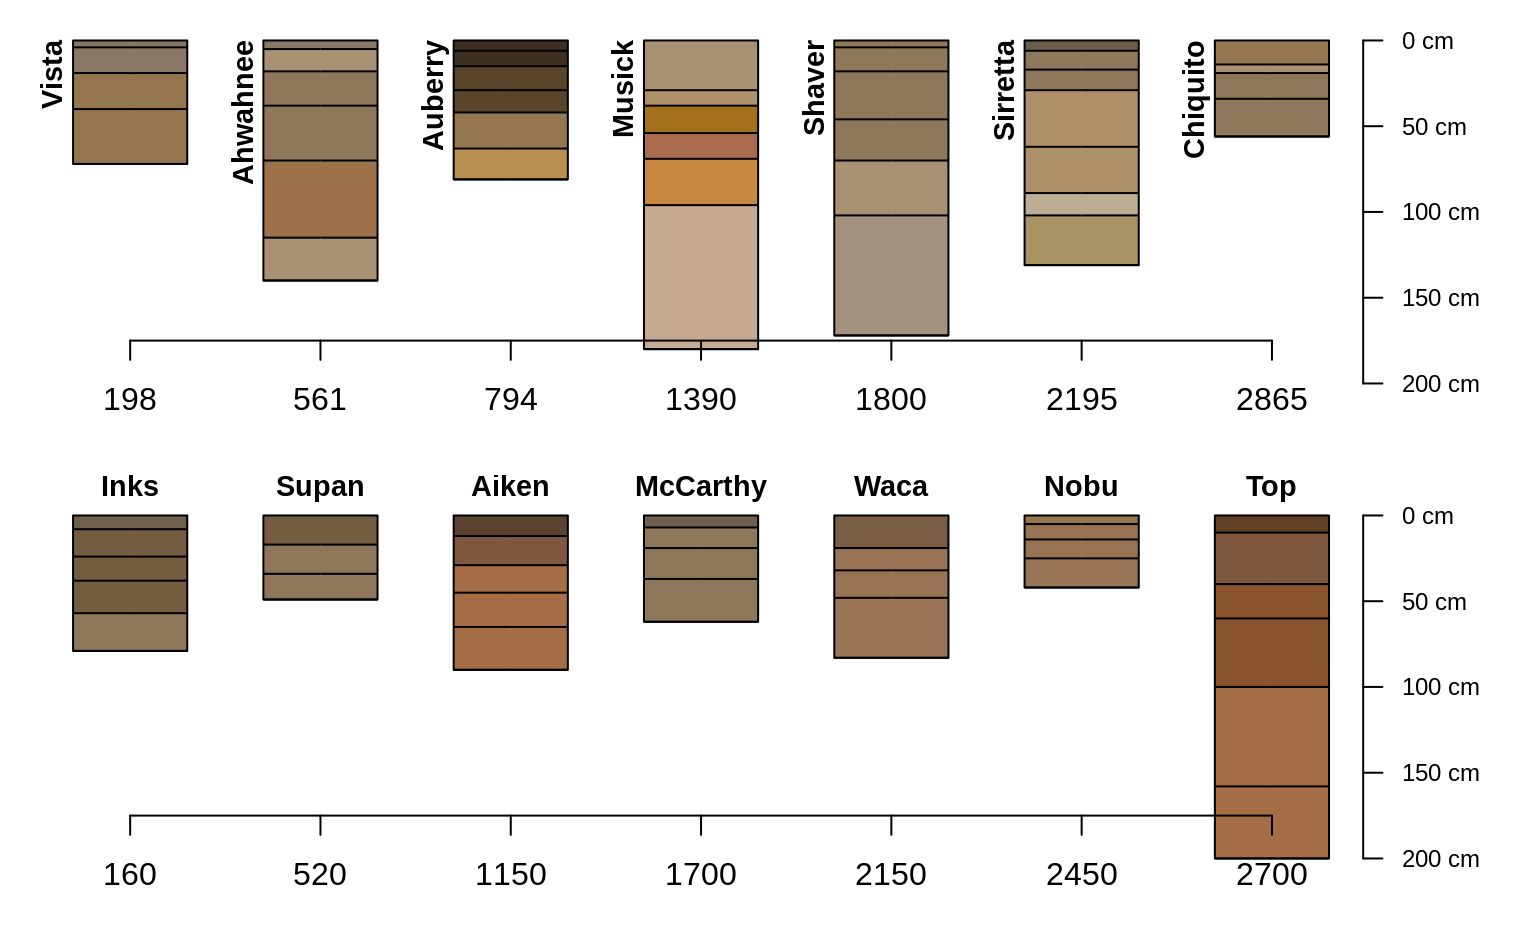 Vista
Ahwahnee
Auberry
Musick
Shaver
Sirretta
Chiquito
0 cm
50 cm
100 cm
150 cm
200 cm
198 561 794 1390 1800 2195 2865
Inks Supan Aiken McCarthy Waca Nobu Top
0 cm
50 cm
100 cm
150 cm
200 cm
160 520 1150 1700 2150 2450 2700